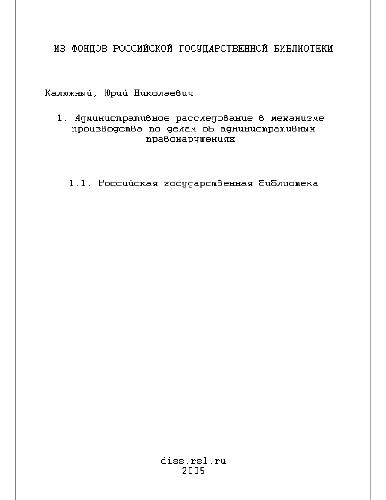 ИЗ ФОНДОВ РОССИЙСКОЙ ГОСУДАРСТВЕННОЙ БИБЛИОТЕКИ
Калюжный, Юрий Николаевич
1. Административное расследование в механизме
производства по делам об административных
правонарушениях
1.1. Российская государственная библиотека
diss.rsl.ru
2005